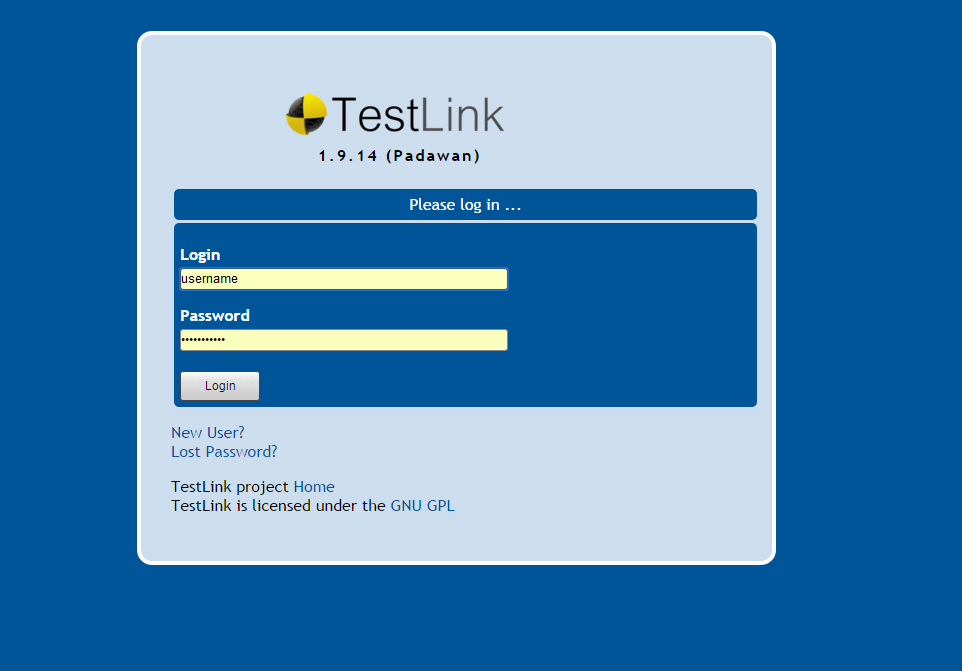 TestLink
1.9.14 (Padawan)
Please log in ...
Login
username
Password
•••••••••••
Login
New User?
Lost Password?
TestLink project Home
TestLink is licensed under the GNU GPL